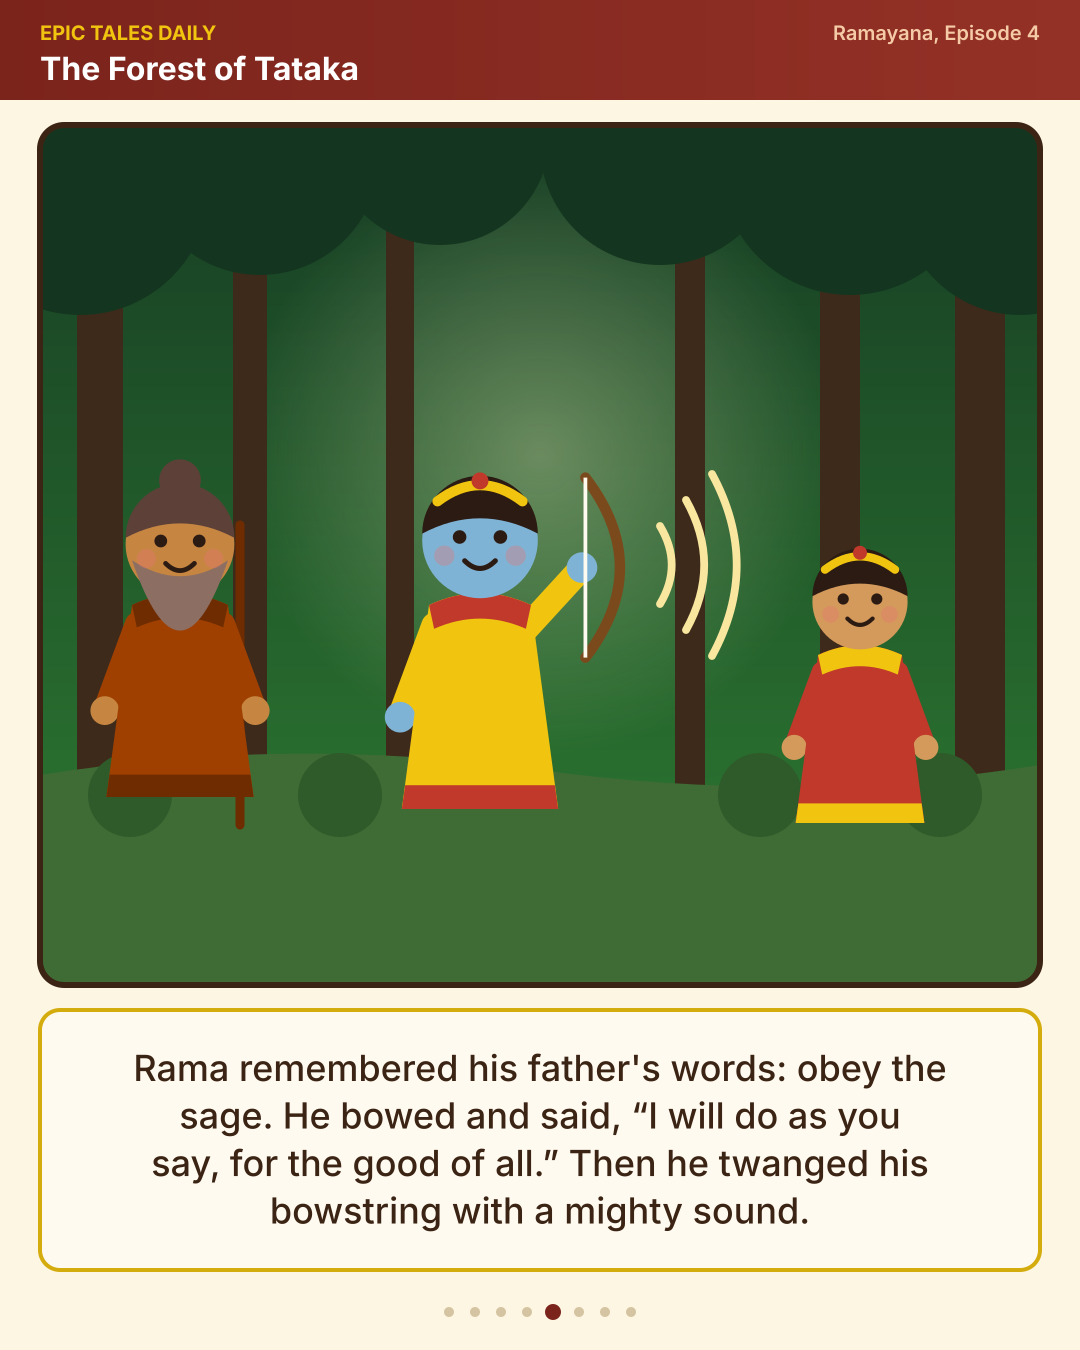 EPIC TALES DAILY
Ramayana, Episode 4
The Forest of Tataka
Rama remembered his father's words: obey the
sage. He bowed and said, “I will do as you
say, for the good of all.” Then he twanged his
bowstring with a mighty sound.